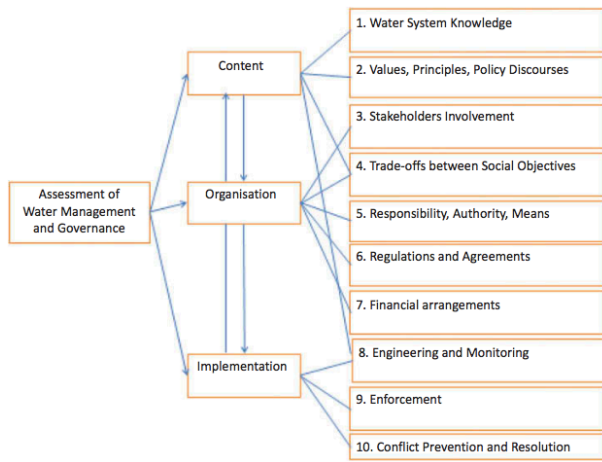 Assessment of
Water Management
and Governance
Content
Organisation
Implementation
1. Water System Knowledge
2. Values, Principles, Policy Discourses
3. Stakeholders Involvement
4. Trade-offs between Social Objectives
5. Responsibility, Authority, Means
6. Regulations and Agreements
7. Financial arrangements
8. Engineering and Monitoring
9. Enforcement
10. Conflict Prevention and Resolution